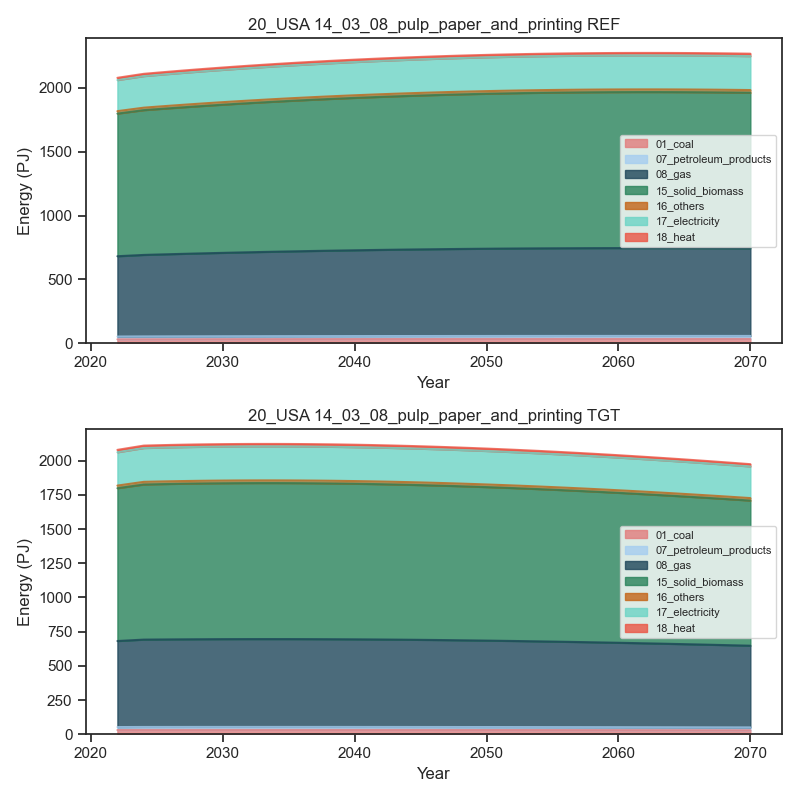 20_USA 14_03_08_pulp_paper_and_printing REF
Energy (PJ)
2000
1500
1000
500
0
01_coal
07_petroleum_products
08_gas
15_solid_biomass
16_others
17_electricity
18_heat
2020 2030 2040 2050 2060 2070
Year
20_USA 14_03_08_pulp_paper_and_printing TGT
Energy (PJ)
2000
1750
1500
1250
1000
750
500
250
0
01_coal
07_petroleum_products
08_gas
15_solid_biomass
16_others
17_electricity
18_heat
2020 2030 2040 2050 2060 2070
Year